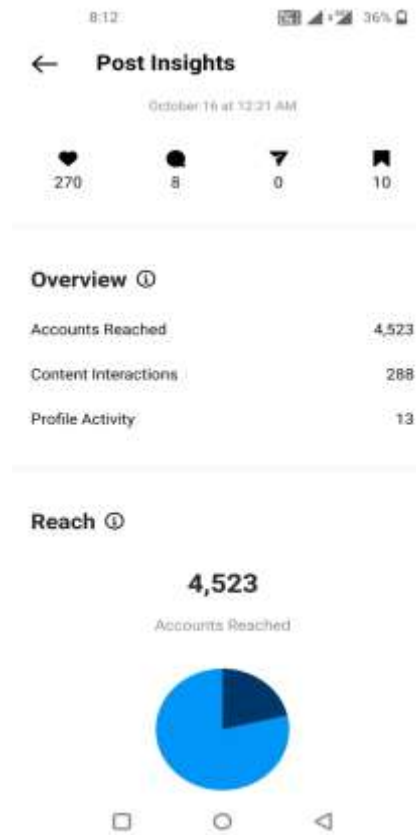 8:12
36%
Post Insights
October 16 at 12:21 AM
270 8 0 10
Overview
Accounts Reached 4,523
Content Interactions 288
Profile Activity 13
Reach
4,523
Accounts Reached